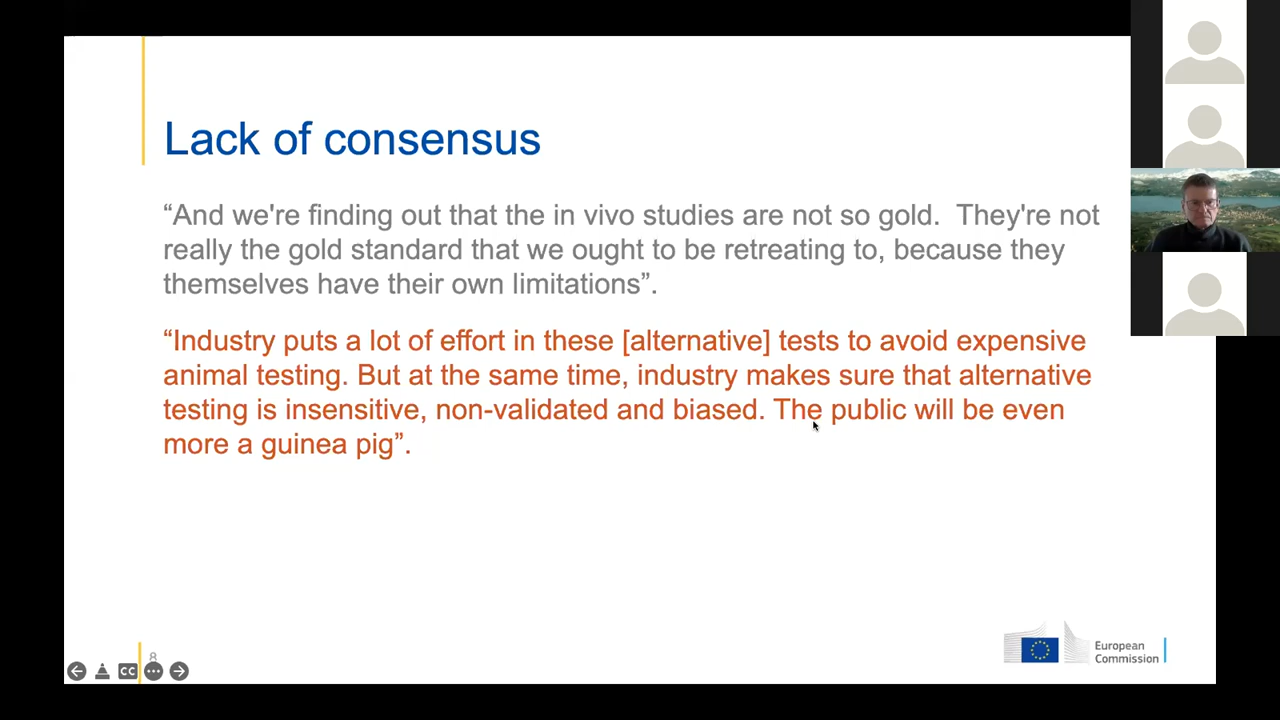 Lack of consensus
“And we're finding out that the in vivo studies are not so gold.  They're not
really the gold standard that we ought to be retreating to, because they
themselves have their own limitations”.
“Industry puts a lot of effort in these [alternative] tests to avoid expensive
animal testing. But at the same time, industry makes sure that alternative
testing is insensitive, non-validated and biased. The public will be even
more a guinea pig”.
8
CC
European
Commission